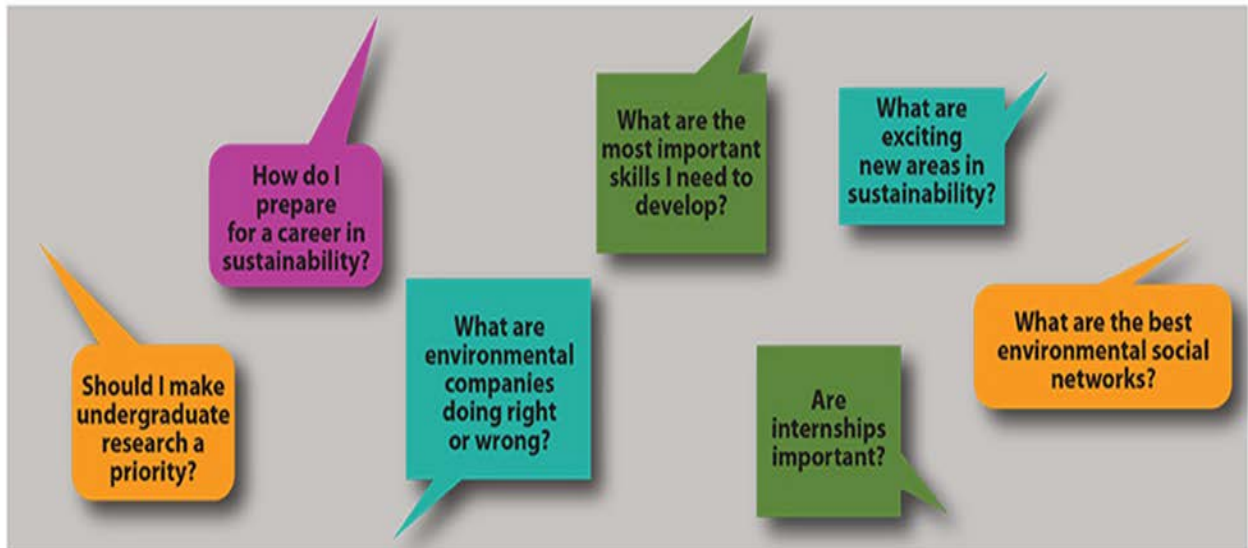 How do I
prepare
for a career in
sustainability?
What are the
most important
skills I need to
develop?
What are
exciting
new areas in
sustainability?
Should I make
undergraduate
research a
priority?
What are
environmental
companies
doing right
or wrong?
Are
internships
important?
What are the best
environmental social
networks?